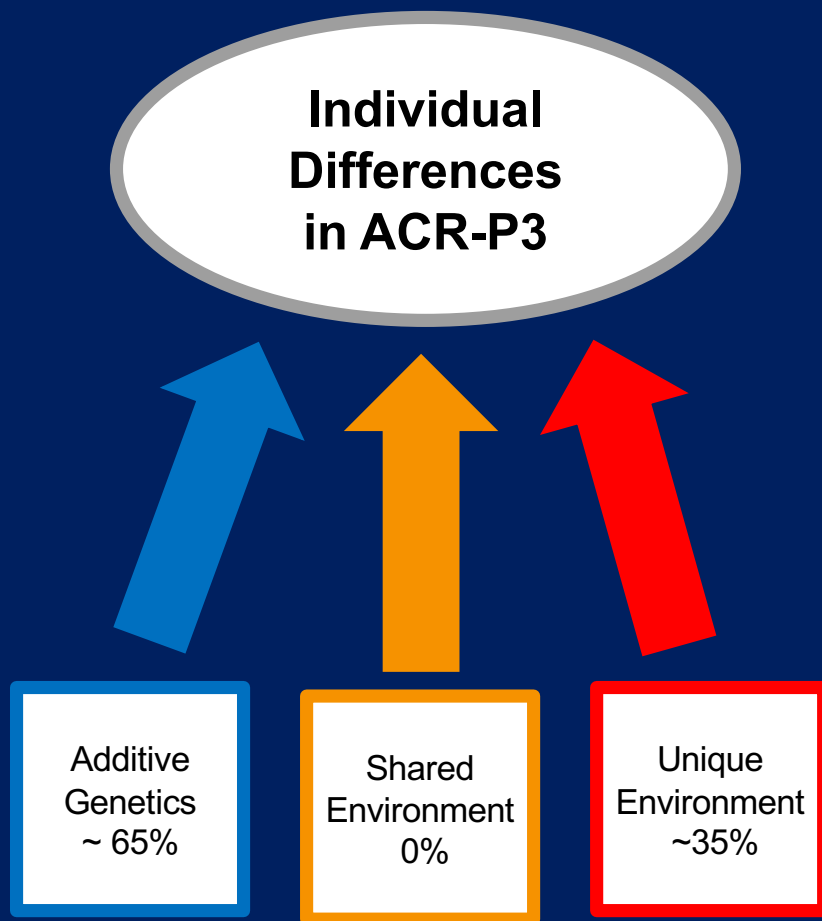 Individual
Differences
in ACR-P3
Additive
Genetics
~ 65%
Shared
Environment
0%
Unique
Environment
~35%